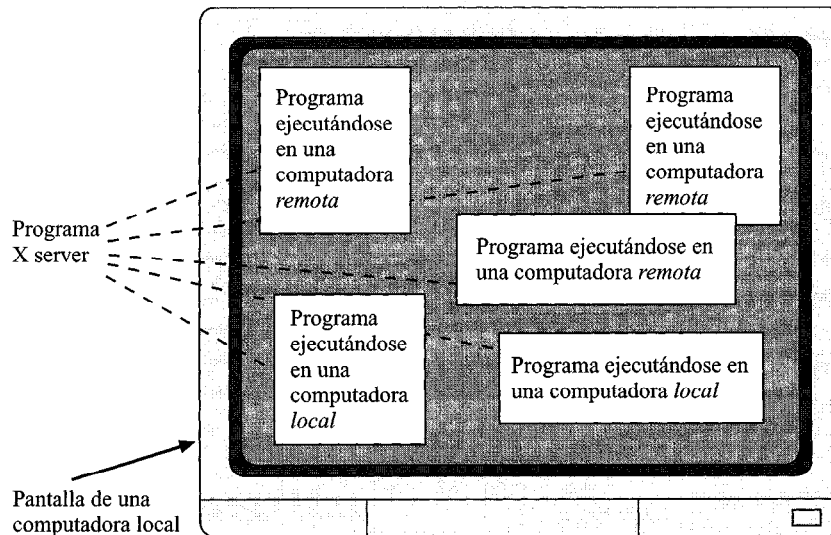 Programa
ejecutándose
en una
computadora
remota
Programa
ejecutándose
en una
computadora
remota
Programa
X server
Programa ejecutándose en
una computadora remota
Programa
ejecutándose
en una
computadora
local
Programa ejecutándose en
una computadora local
Pantalla de una
computadora local